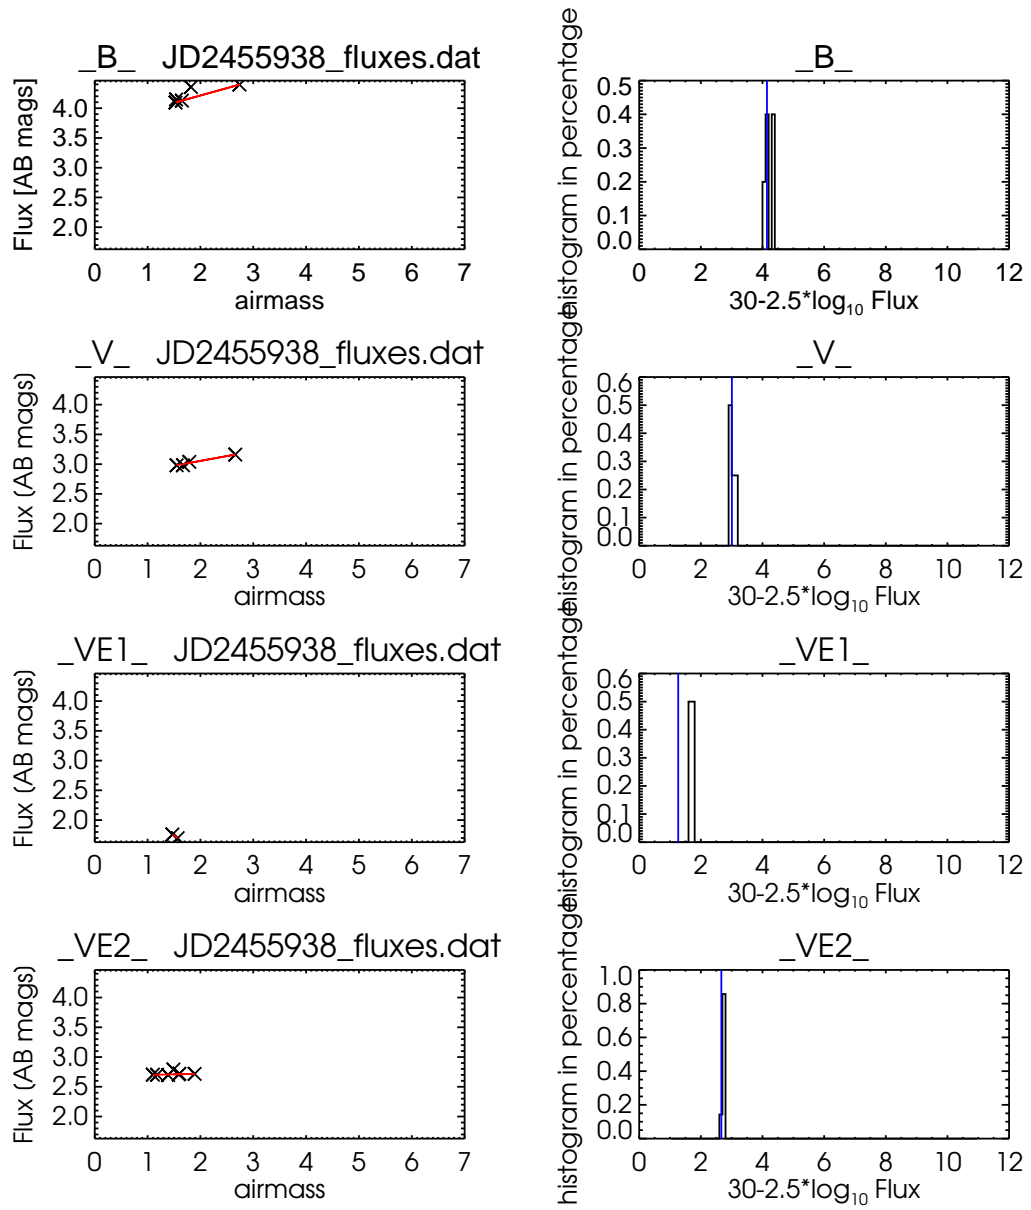 _B_ JD2455938_fluxes.dat
Flux [AB mags]
4.0
3.5
3.0
2.5
2.0
0 1 2 3 4 5 6 7
airmass
_B_
histogram in percentage
0.5
0.4
0.3
0.2
0.1
0.0
0 2 4 6 8 10 12
30-2.5*log10 Flux
_V_ JD2455938_fluxes.dat
Flux (AB mags)
4.0
3.5
3.0
2.5
2.0
0 1 2 3 4 5 6 7
airmass
_V_
histogram in percentage
0.6
0.5
0.4
0.3
0.2
0.1
0.0
0 2 4 6 8 10 12
30-2.5*log10 Flux
_VE1_ JD2455938_fluxes.dat
Flux (AB mags)
4.0
3.5
3.0
2.5
2.0
0 1 2 3 4 5 6 7
airmass
_VE1_
histogram in percentage
0.6
0.5
0.4
0.3
0.2
0.1
0.0
0 2 4 6 8 10 12
30-2.5*log10 Flux
_VE2_ JD2455938_fluxes.dat
Flux (AB mags)
4.0
3.5
3.0
2.5
2.0
0 1 2 3 4 5 6 7
airmass
_VE2_
histogram in percentage
1.0
0.8
0.6
0.4
0.2
0.0
0 2 4 6 8 10 12
30-2.5*log10 Flux